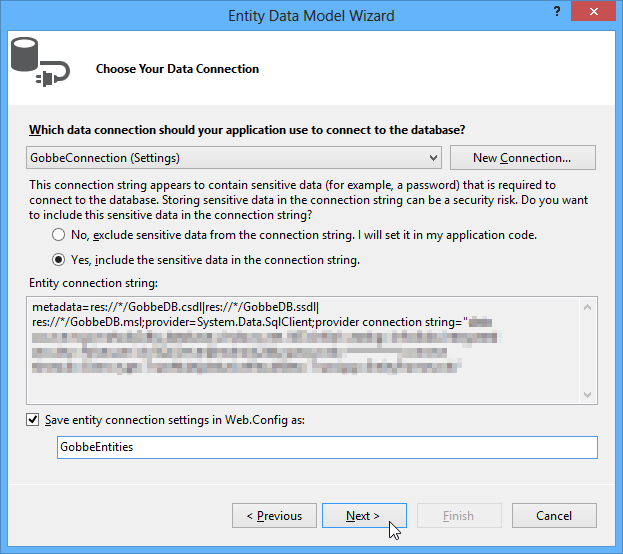 Entity Data Model Wizard
?
Choose Your Data Connection
Which data connection should your application use to connect to the database?
GobbeConnection (Settings)
New Connection...
This connection string appears to contain sensitive data (for example, a password) that is required
to connect to the database. Storing sensitive data in the connection string can be a security risk. Do you want
to include this sensitive data in the connection string?
No, exclude sensitive data from the connection string. I will set it in my application code.
Yes, include the sensitive data in the connection string.
Entity connection string:
metadata=res://*/GobbeDB.csdl|res://*/GobbeDB.ssdl|
res://*/GobbeDB.msl;provider=System.Data.SqlClient;provider connection string="
Save entity connection settings in Web.Config as:
GobbeEntities
< Previous
Next >
Finish
Cancel